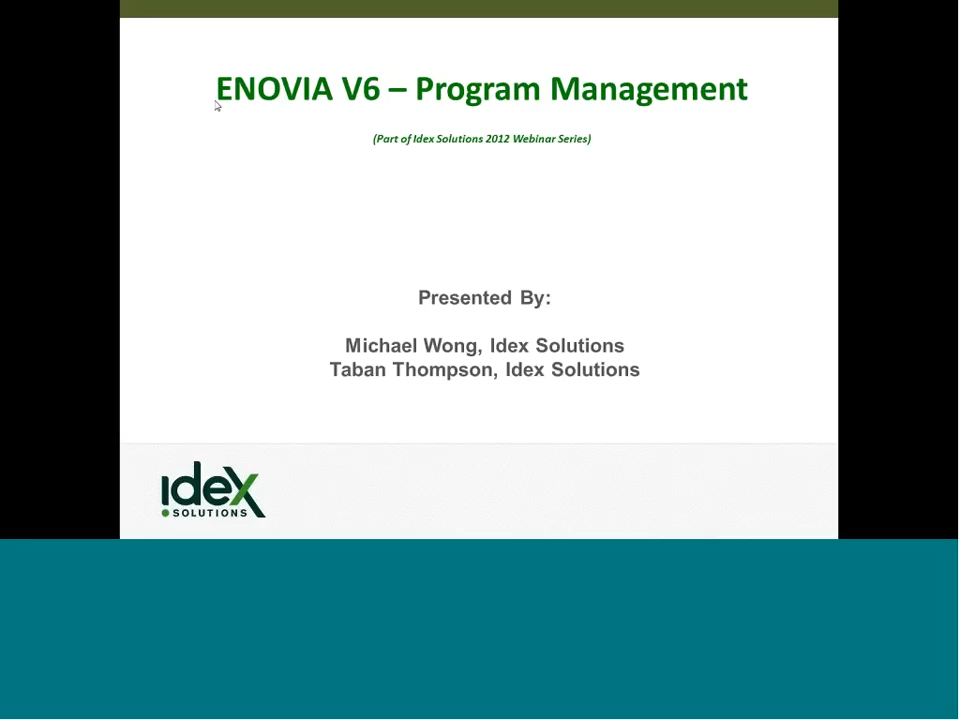 ENOVIA V6 – Program Management
(Part of Idex Solutions 2012 Webinar Series)
Presented By:
Michael Wong, Idex Solutions
Taban Thompson, Idex Solutions
ideX
SOLUTIONS